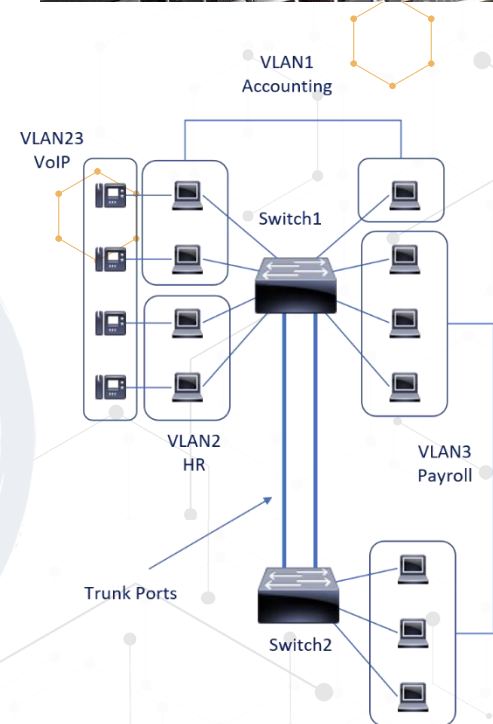 VLAN1
Accounting
VLAN23
VoIP
Switch1
VLAN2
HR
VLAN3
Payroll
Trunk Ports
Switch2